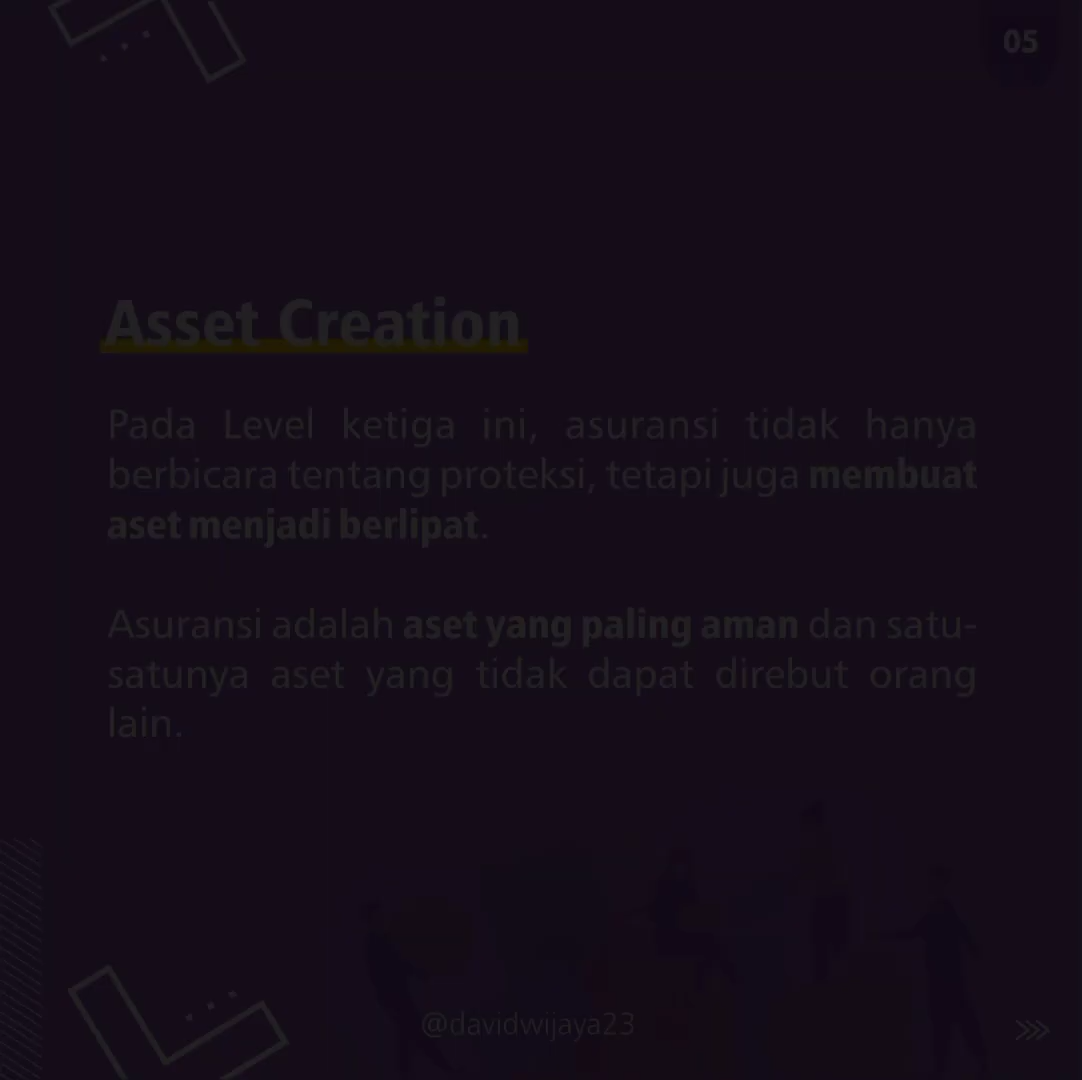 05
Asset Creation
Pada Level ketiga ini, asuransi tidak hanya
berbicara tentang proteksi, tetapi juga membuat
aset menjadi berlipat.
Asuransi adalah aset yang paling aman dan satu-
satunya aset yang tidak dapat direbut orang
lain.
@davidwijaya23